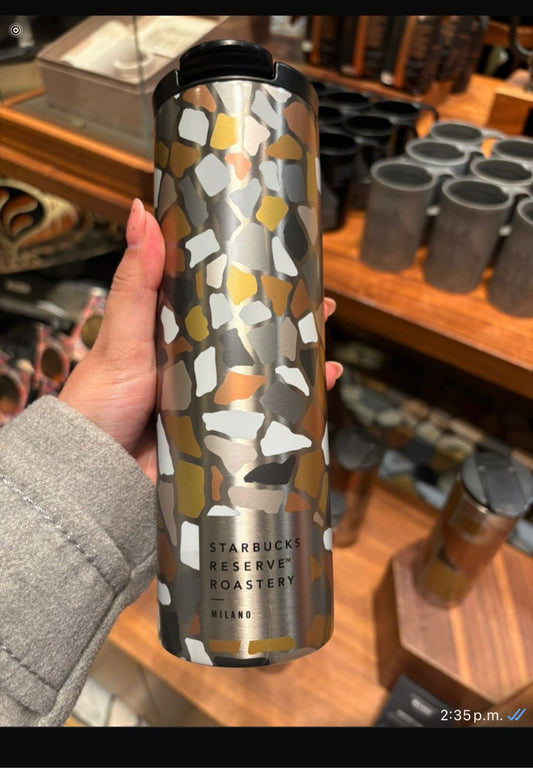 STARBUCKS
RESERVE™
ROASTERY
MILANO
2:35 p.m.